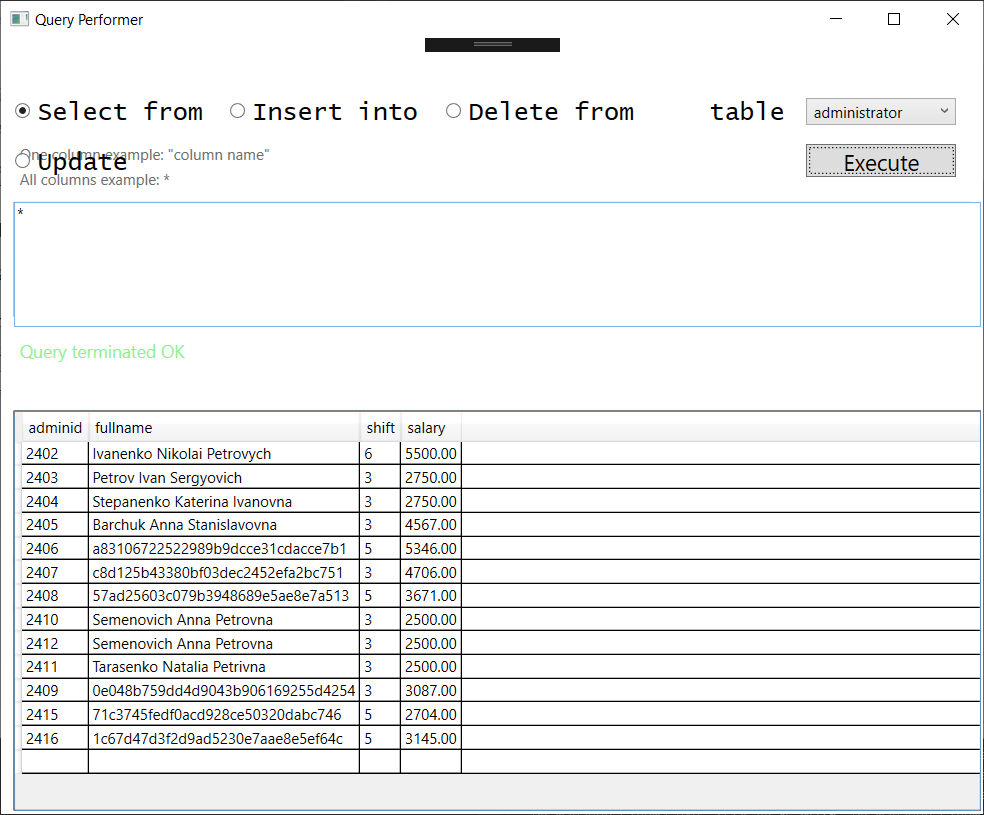 Query Performer
Select from Insert into Delete from table administrator
One column example: "column name"
Update Execute
All columns example: *
*
Query terminated OK
adminid fullname shift salary
2402 Ivanenko Nikolai Petrovych 6 5500.00
2403 Petrov Ivan Sergyovich 3 2750.00
2404 Stepanenko Katerina Ivanovna 3 2750.00
2405 Barchuk Anna Stanislavovna 3 4567.00
2406 a83106722522989b9dcce31cdacce7b1 5 5346.00
2407 c8d125b43380bf03dec2452efa2bc751 3 4706.00
2408 57ad25603c079b3948689e5ae8e7a513 5 3671.00
2410 Semenovich Anna Petrovna 3 2500.00
2412 Semenovich Anna Petrovna 3 2500.00
2411 Tarasenko Natalia Petrivna 3 2500.00
2409 0e048b759dd4d9043b906169255d4254 3 3087.00
2415 71c3745fedf0acd928ce50320dabc746 5 2704.00
2416 1c67d47d3f2d9ad5230e7aae8e5ef64c 5 3145.00